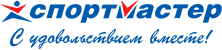 спортмастер
С удовольствием вместе!